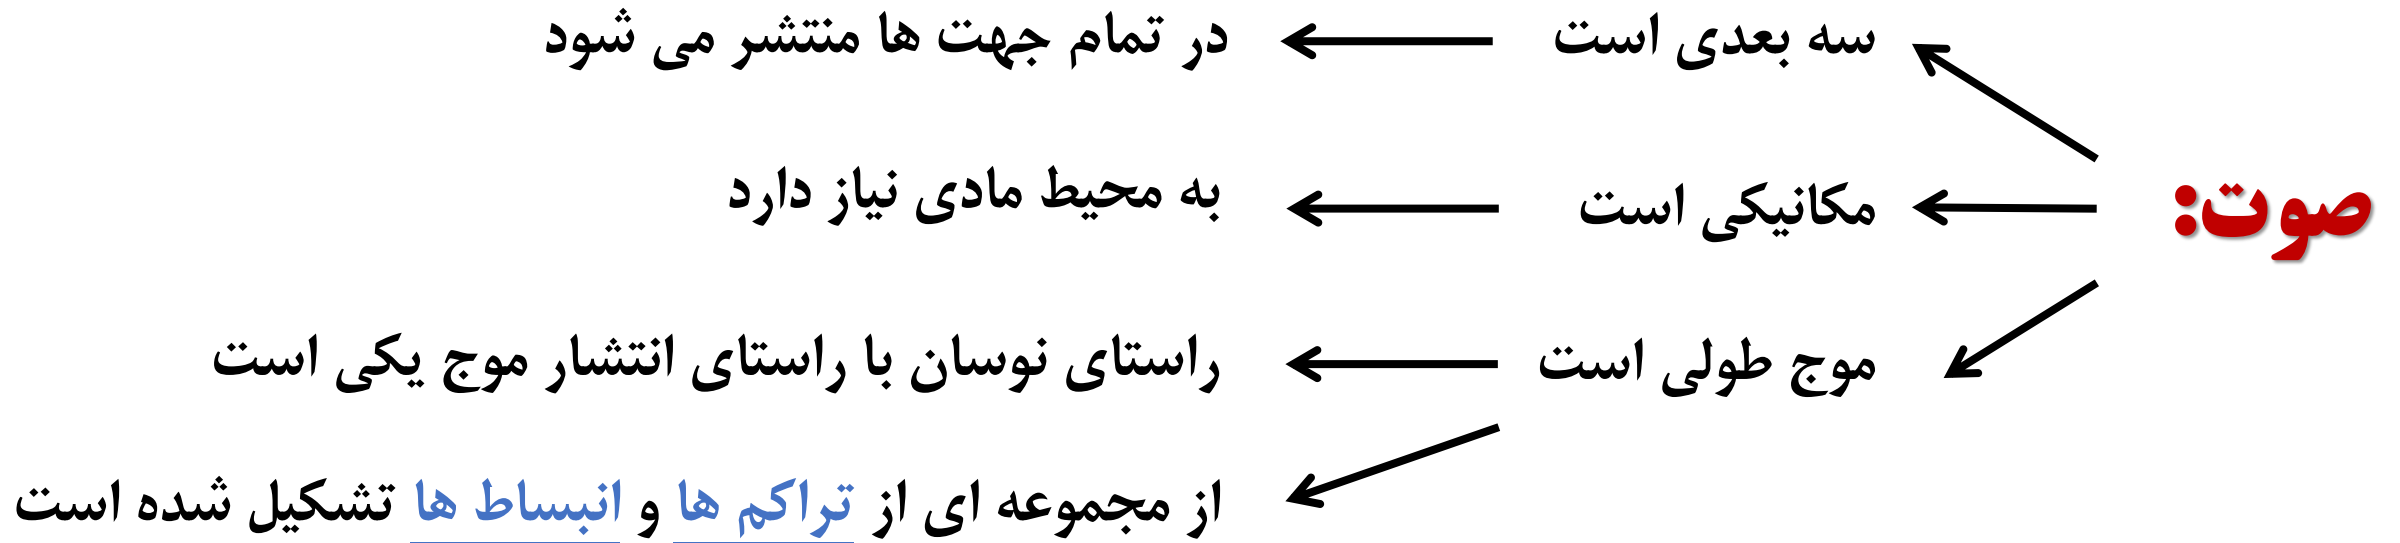 صوت:
سه بعدی است
در تمام جهت ها منتشر می شود
مکانیکی است
به محیط مادی نیاز دارد
موج طولی است
راستای نوسان با راستای انتشار موج یکی است
از مجموعه ای از تراکم ها و انبساط ها تشکیل شده است